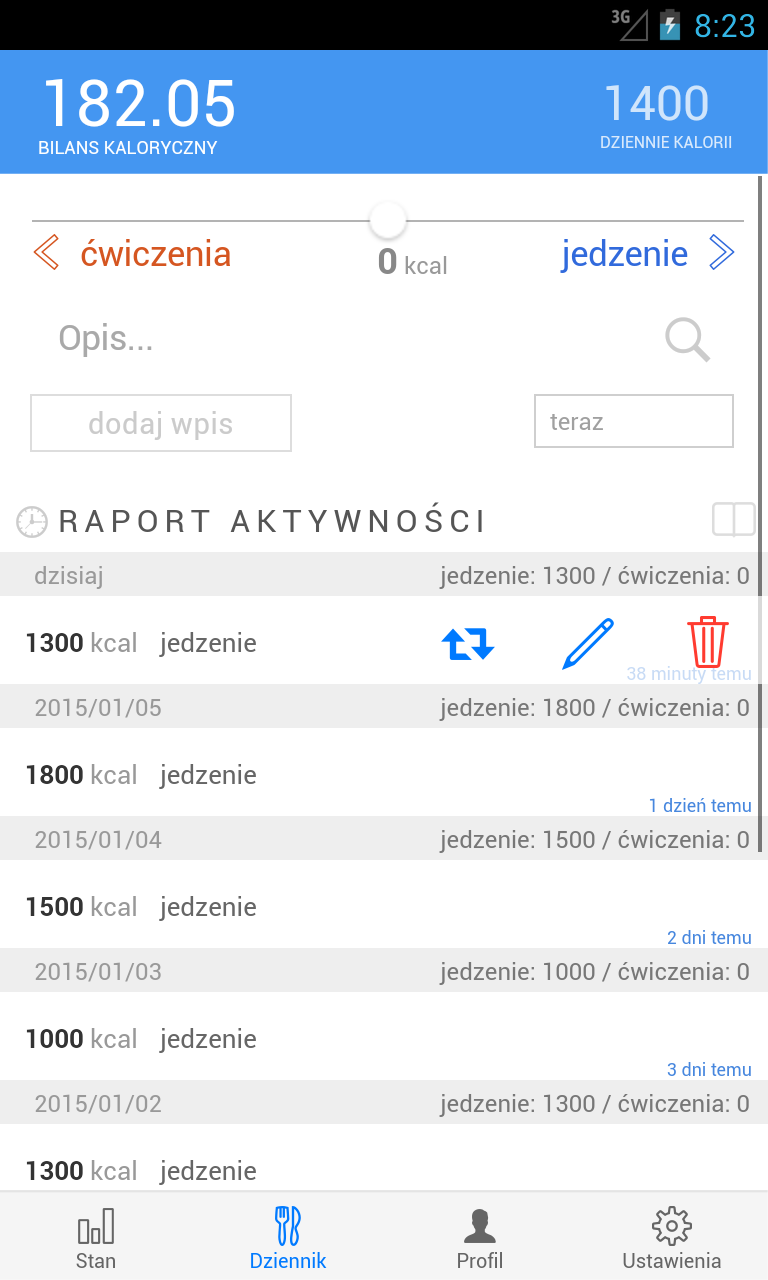 3G 8:23
182.05 1400
BILANS KALORYCZNY DZIENNIE KALORII
ćwiczenia 0 kcal jedzenie
Opis...
dodaj wpis teraz
RAPORT AKTYWNOŚCI
dzisiaj jedzenie: 1300 / ćwiczenia: 0
1300 kcal jedzenie
38 minuty temu
2015/01/05 jedzenie: 1800 / ćwiczenia: 0
1800 kcal jedzenie
1 dzień temu
2015/01/04 jedzenie: 1500 / ćwiczenia: 0
1500 kcal jedzenie
2 dni temu
2015/01/03 jedzenie: 1000 / ćwiczenia: 0
1000 kcal jedzenie
3 dni temu
2015/01/02 jedzenie: 1300 / ćwiczenia: 0
1300 kcal jedzenie
Stan Dziennik Profil Ustawienia